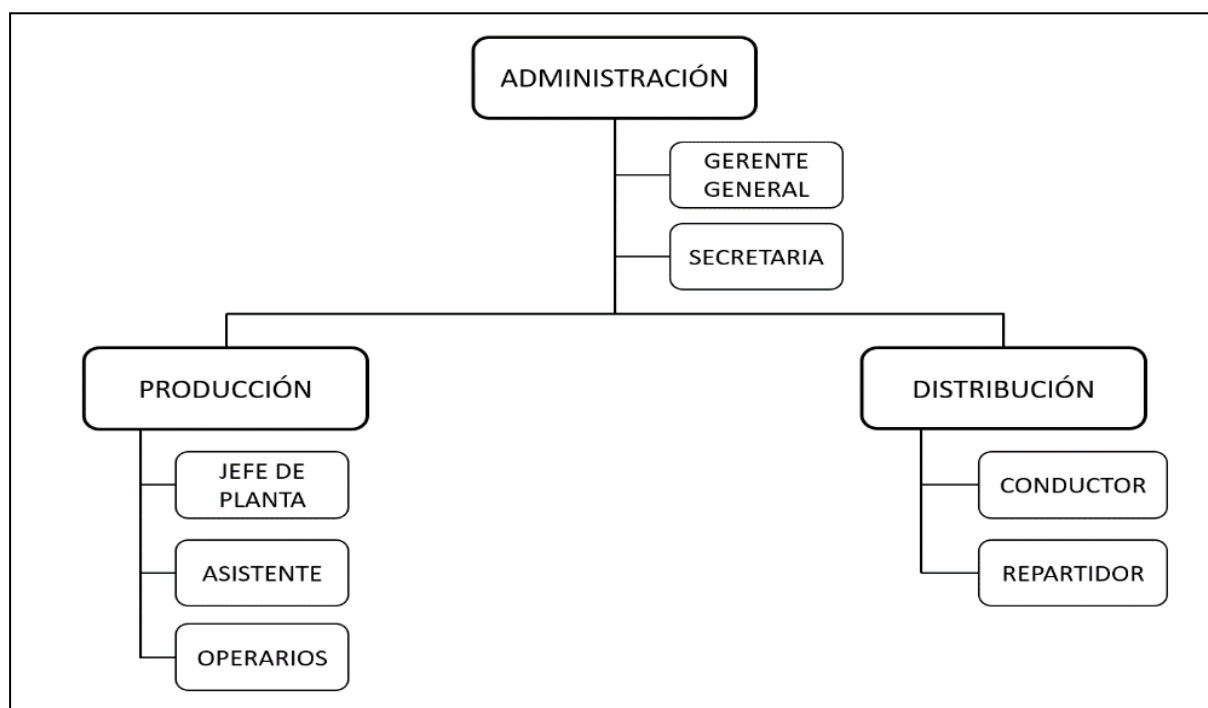 ADMINISTRACIÓN
GERENTE
GENERAL
SECRETARIA
PRODUCCIÓN
JEFE DE
PLANTA
ASISTENTE
OPERARIOS
DISTRIBUCIÓN
CONDUCTOR
REPARTIDOR